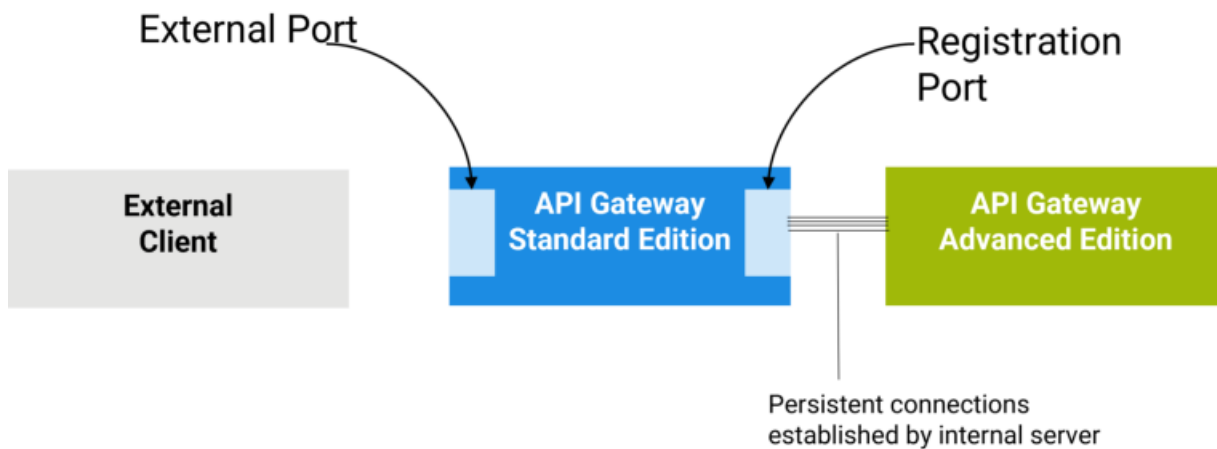 External Port
Registration
Port
External
Client
API Gateway
Standard Edition
API Gateway
Advanced Edition
Persistent connections
established by internal server